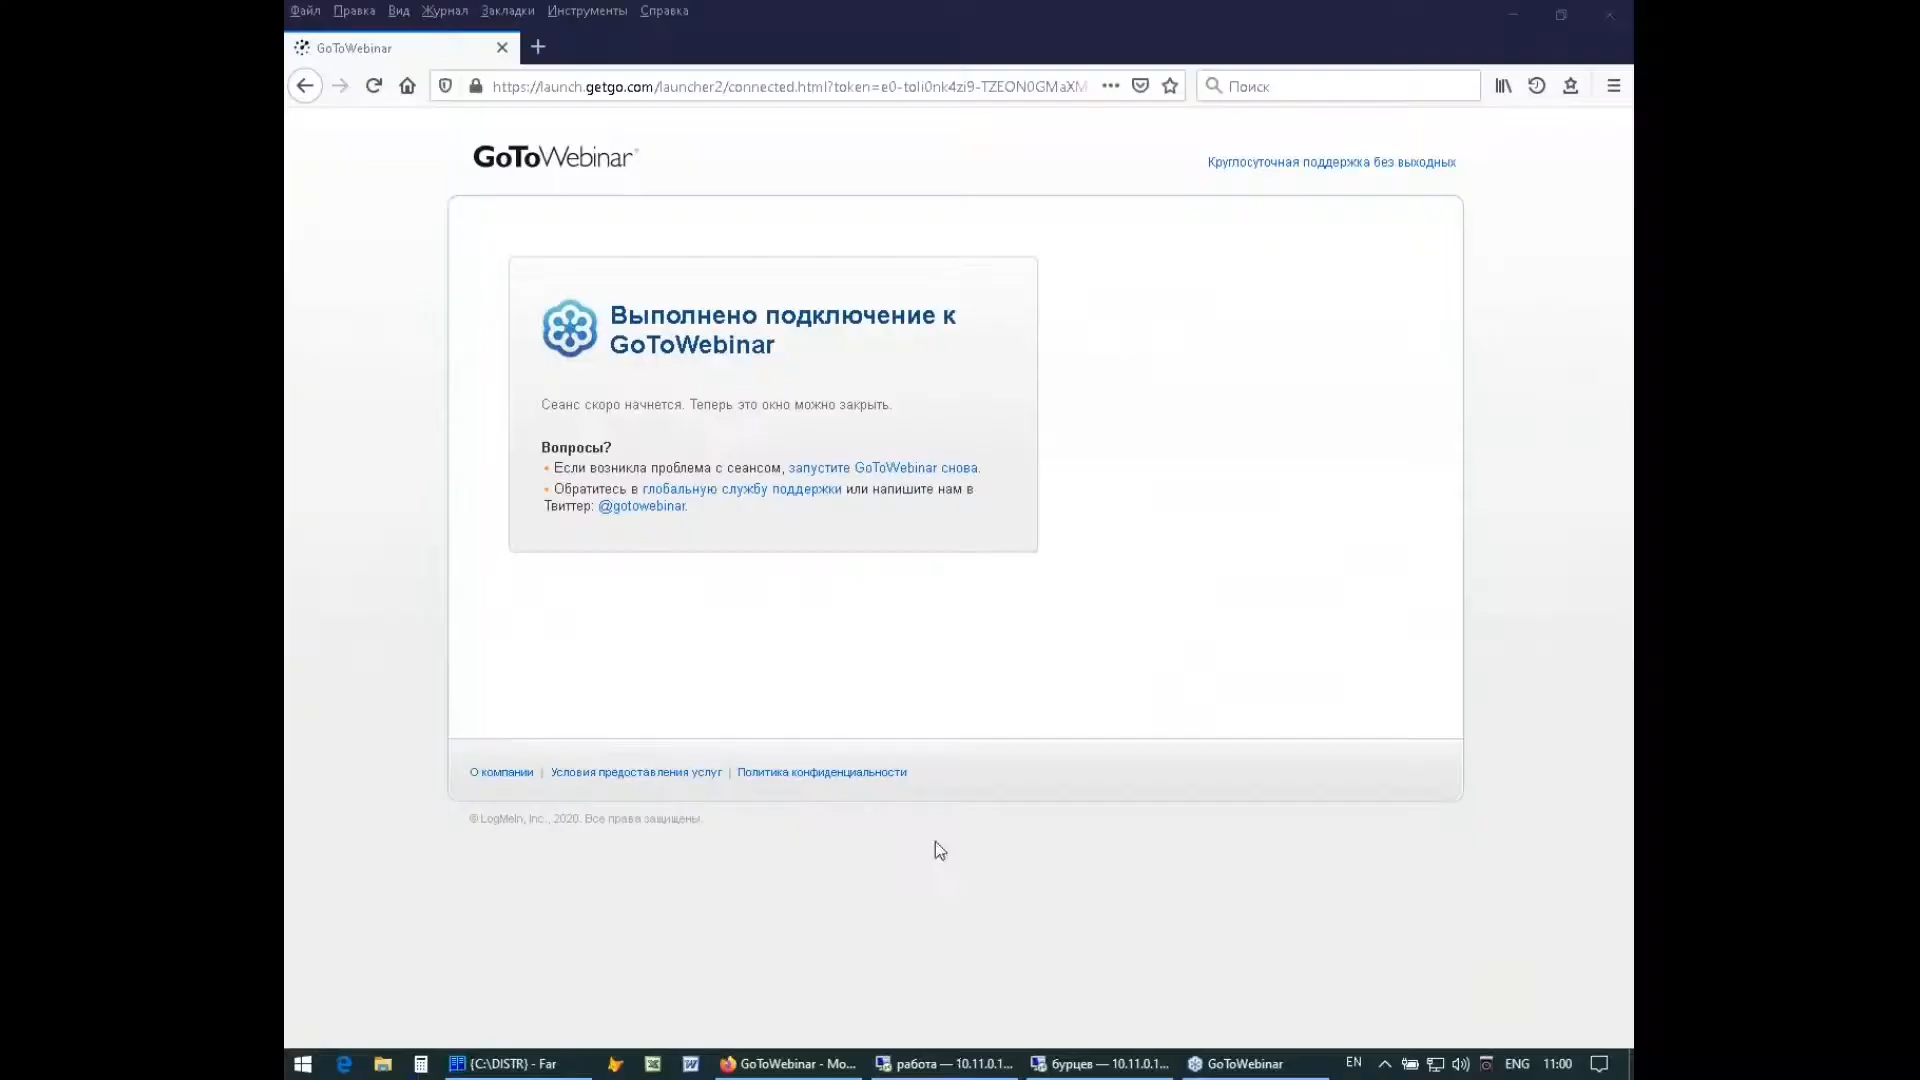 Файл Правка Вид Журнал Закладки Инструменты Справка
GoToWebinar
https://launch.getgo.com/launcher2/connected.html?token=e0-toli0nk4zi9-TZEON0GMaXM
Поиск
GoToWebinar
Круглосуточная поддержка без выходных
Выполнено подключение к
GoToWebinar
Сеанс скоро начнется. Теперь это окно можно закрыть.
Вопросы?
• Если возникла проблема с сеансом, запустите GoToWebinar снова.
• Обратитесь в глобальную службу поддержки или напишите нам в
Твиттер: @gotowebinar.
О компании | Условия предоставления услуг | Политика конфиденциальности
© LogMeIn, Inc., 2020. Все права защищены.
{C:\DISTR} - Far
GoToWebinar - Mo...
работа — 10.11.0.1...
бурцев — 10.11.0.1...
GoToWebinar
EN
ENG
11:00